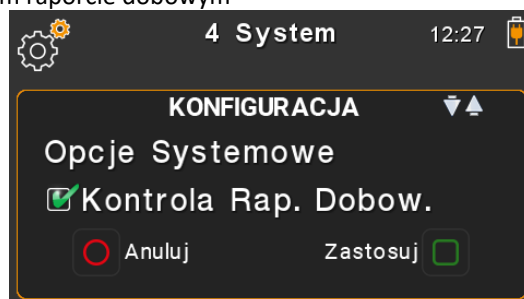 m raporcie dobowym
4 System 12:27
KONFIGURACJA
Opcje Systemowe
Kontrola Rap. Dobow.
Anuluj Zastosuj